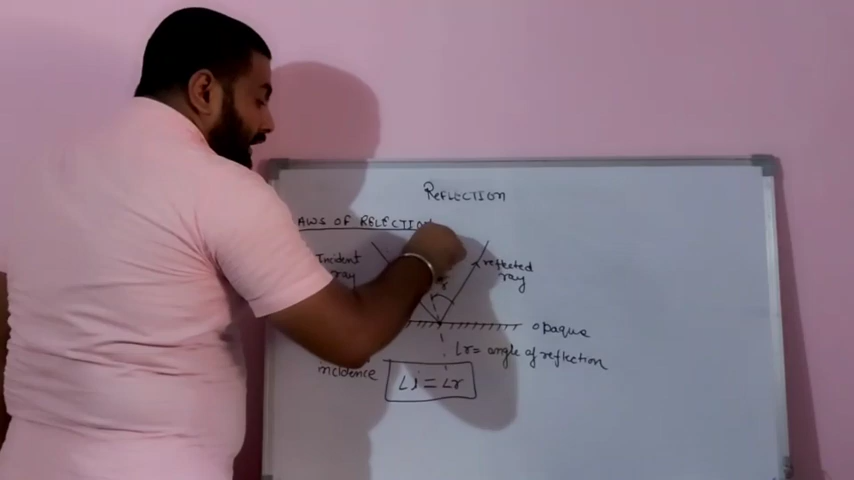 REFLECTION
AWS OF REFLECTION
Incident
ray
reflected
ray
r
opaque
∠r = angle of reflection
incidence
∠i = ∠r